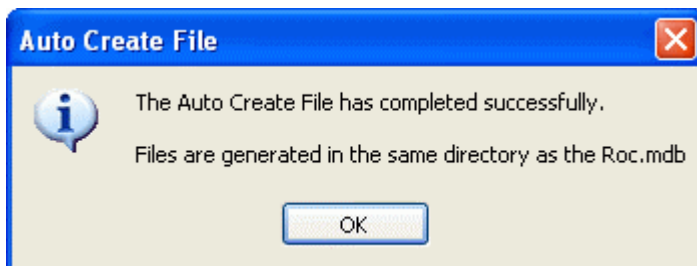 Auto Create File
The Auto Create File has completed successfully.
Files are generated in the same directory as the Roc.mdb
OK